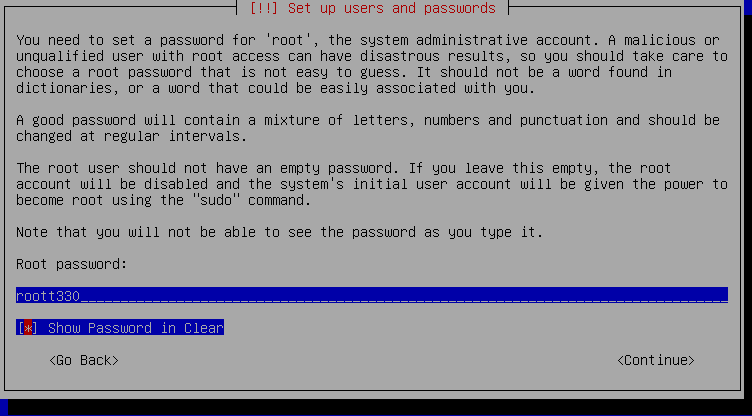 [!!] Set up users and passwords
You need to set a password for 'root', the system administrative account. A malicious or
unqualified user with root access can have disastrous results, so you should take care to
choose a root password that is not easy to guess. It should not be a word found in
dictionaries, or a word that could be easily associated with you.
A good password will contain a mixture of letters, numbers and punctuation and should be
changed at regular intervals.
The root user should not have an empty password. If you leave this empty, the root
account will be disabled and the system's initial user account will be given the power to
become root using the "sudo" command.
Note that you will not be able to see the password as you type it.
Root password:
roott330
[*] Show Password in Clear
<Go Back> <Continue>